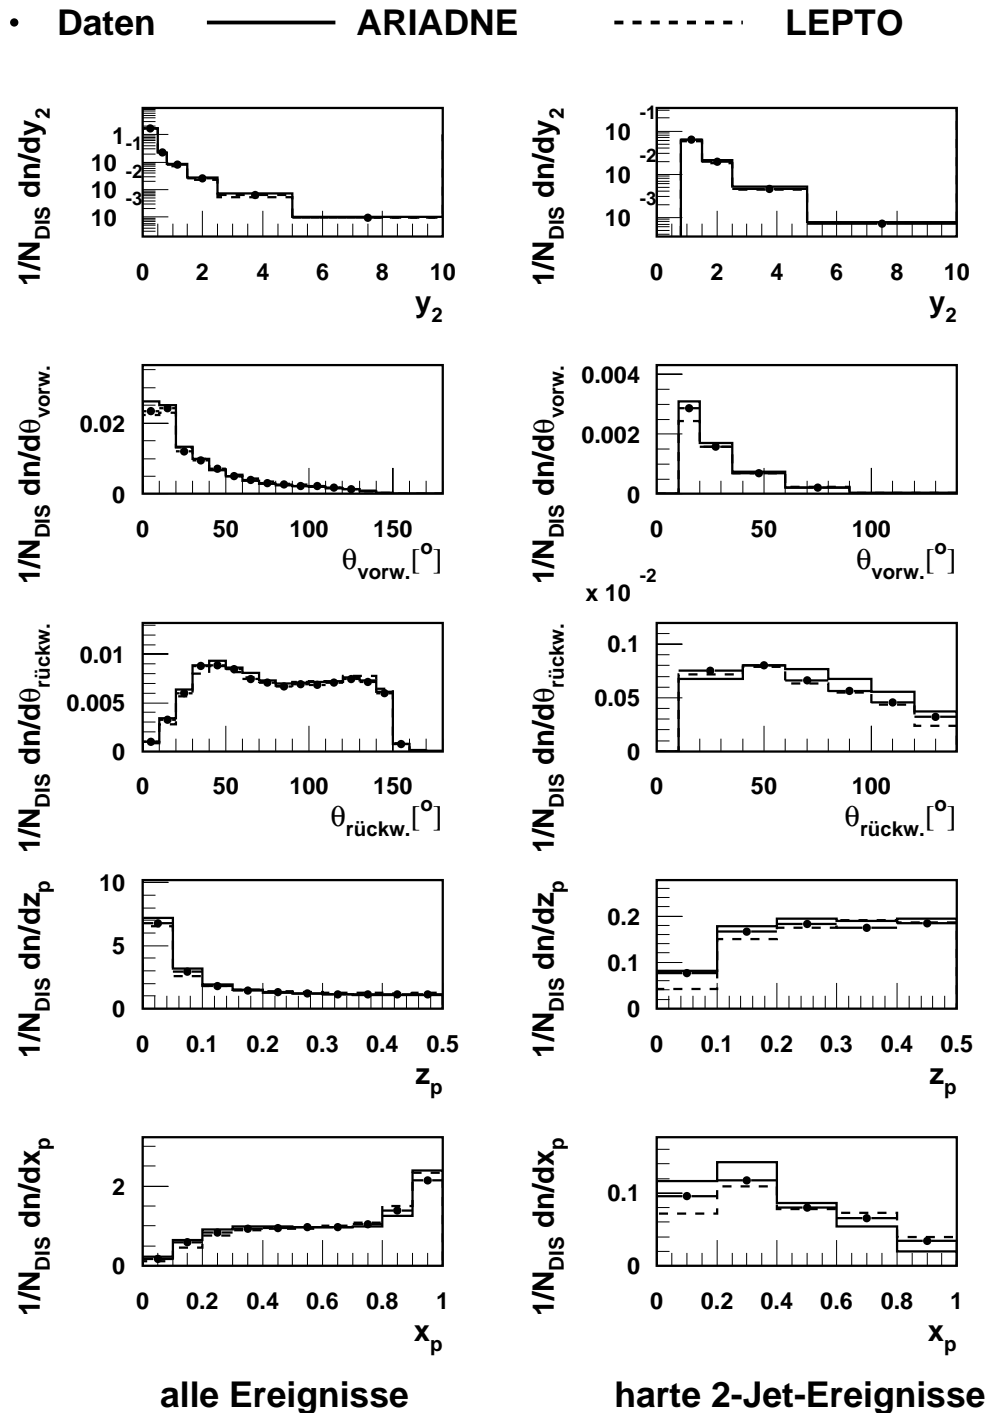 • Daten ARIADNE LEPTO
1/N_DIS dn/dy_2
1
10^-1
10^-2
10^-3
0 2 4 6 8 10
y_2
1/N_DIS dn/dy_2
10^-1
10^-2
10^-3
0 2 4 6 8 10
y_2
1/N_DIS dn/dθ_vorw.
0.02
0
0 50 100 150
θ_vorw.[°]
1/N_DIS dn/dθ_vorw.
0.004
0.002
0
0 50 100
θ_vorw.[°]
1/N_DIS dn/dθ_rückw.
0.01
0.005
0
0 50 100 150
θ_rückw.[°]
x 10^-2
1/N_DIS dn/dθ_rückw.
0.1
0.05
0
0 50 100
θ_rückw.[°]
1/N_DIS dn/dz_p
10
5
0
0 0.1 0.2 0.3 0.4 0.5
z_p
1/N_DIS dn/dz_p
0.2
0.1
0
0 0.1 0.2 0.3 0.4 0.5
z_p
1/N_DIS dn/dx_p
2
0
0 0.2 0.4 0.6 0.8 1
x_p
1/N_DIS dn/dx_p
0.1
0
0 0.2 0.4 0.6 0.8 1
x_p
alle Ereignisse
harte 2-Jet-Ereignisse